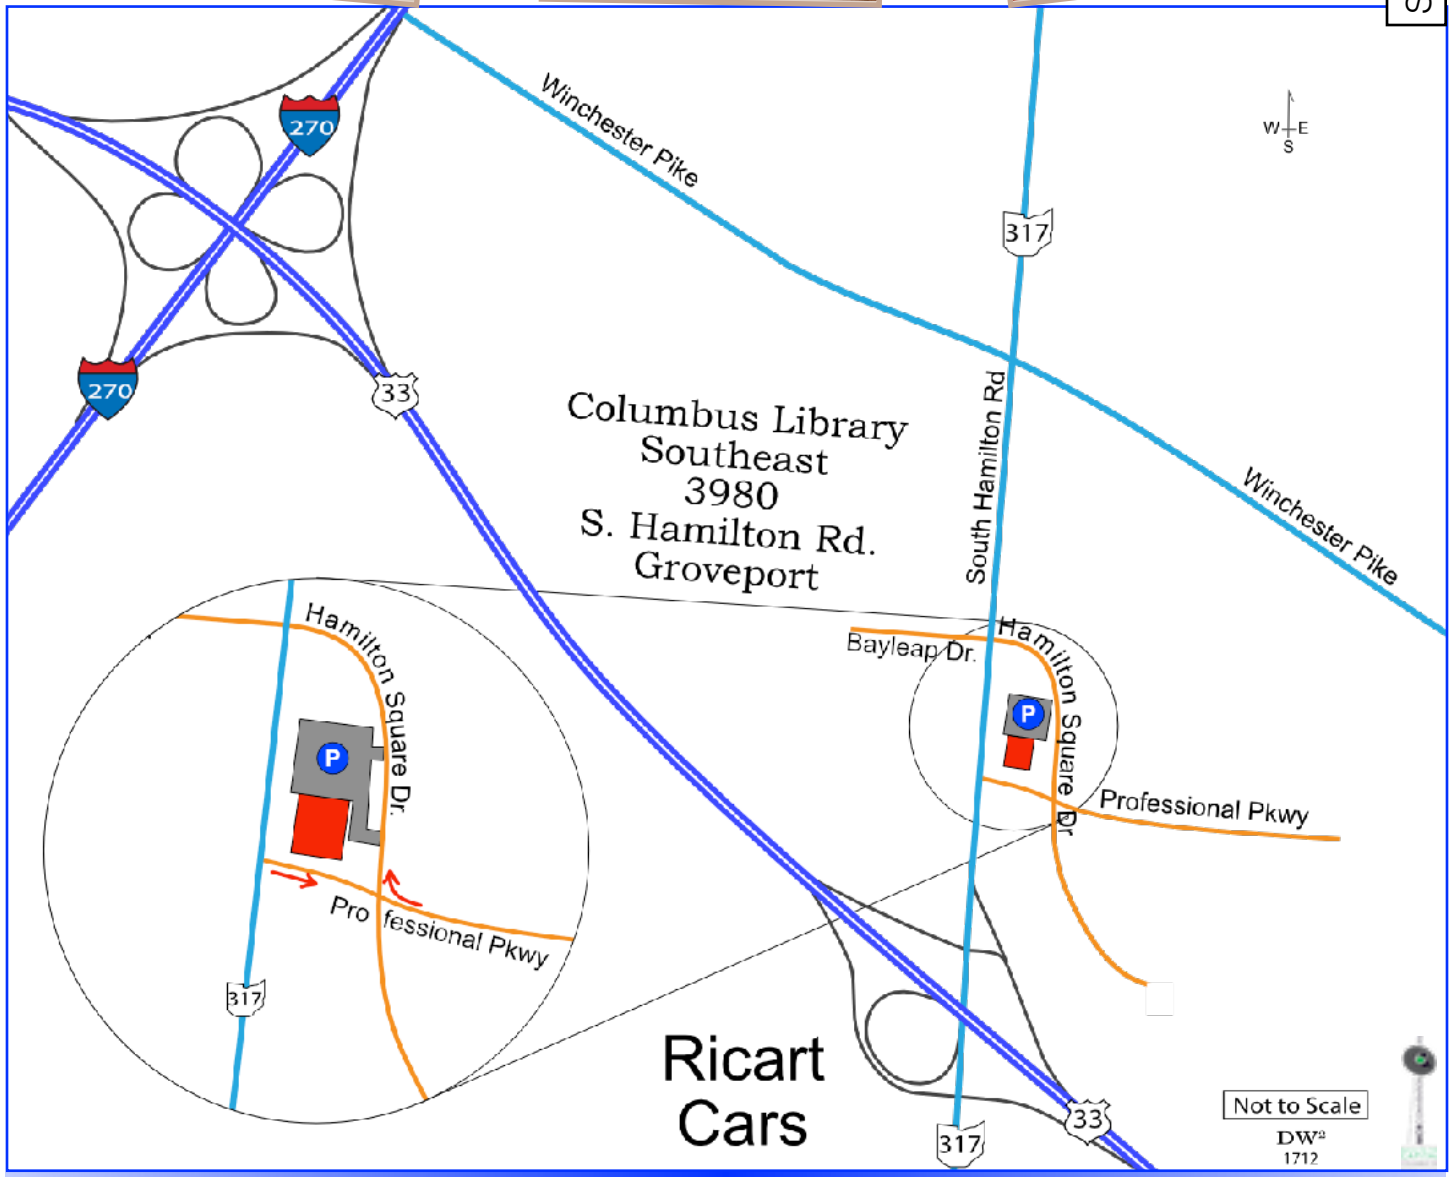 S
270
Winchester Pike
W E
S
317
270
33
Columbus Library
Southeast
3980
S. Hamilton Rd.
Groveport
South Hamilton Rd
Winchester Pike
Hamilton Square Dr.
Bayleap Dr.
Hamilton Square Dr
P
P
Professional Pkwy
Professional Pkwy
317
Ricart
Cars
33
317
Not to Scale
DWº
1712